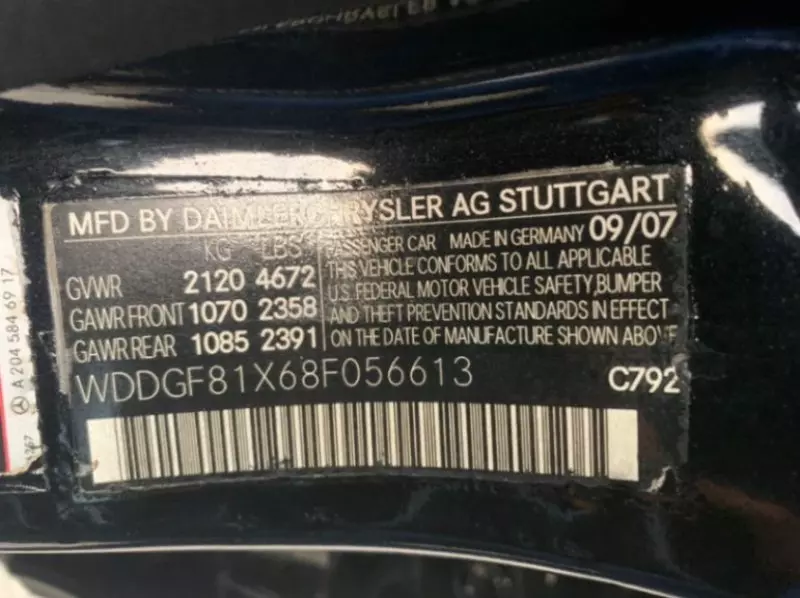 MFD BY DAIMLERCHRYSLER AG STUTTGART
KG LBS PASSENGER CAR MADE IN GERMANY 09/07
GVWR 2120 4672 THIS VEHICLE CONFORMS TO ALL APPLICABLE
U.S. FEDERAL MOTOR VEHICLE SAFETY, BUMPER
GAWR FRONT 1070 2358 AND THEFT PREVENTION STANDARDS IN EFFECT
GAWR REAR 1085 2391 ON THE DATE OF MANUFACTURE SHOWN ABOVE
WDDGF81X68F056613 C792
A 204 584 69 17